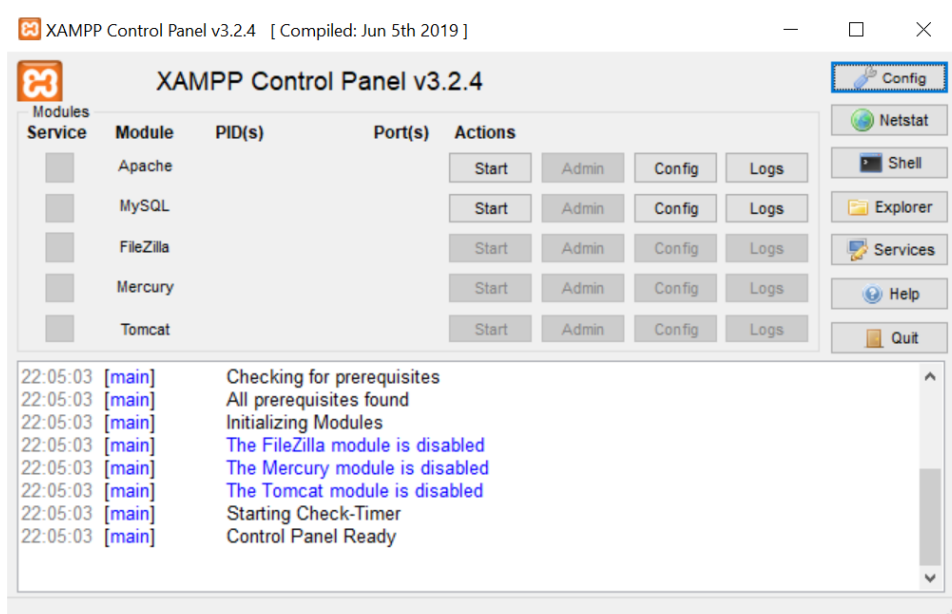 XAMPP Control Panel v3.2.4 [ Compiled: Jun 5th 2019 ]
XAMPP Control Panel v3.2.4
Config
Modules
Service Module PID(s) Port(s) Actions
Netstat
Apache Start Admin Config Logs
Shell
MySQL Start Admin Config Logs
Explorer
FileZilla Start Admin Config Logs
Services
Mercury Start Admin Config Logs
Help
Tomcat Start Admin Config Logs
Quit
22:05:03 [main] Checking for prerequisites
22:05:03 [main] All prerequisites found
22:05:03 [main] Initializing Modules
22:05:03 [main] The FileZilla module is disabled
22:05:03 [main] The Mercury module is disabled
22:05:03 [main] The Tomcat module is disabled
22:05:03 [main] Starting Check-Timer
22:05:03 [main] Control Panel Ready